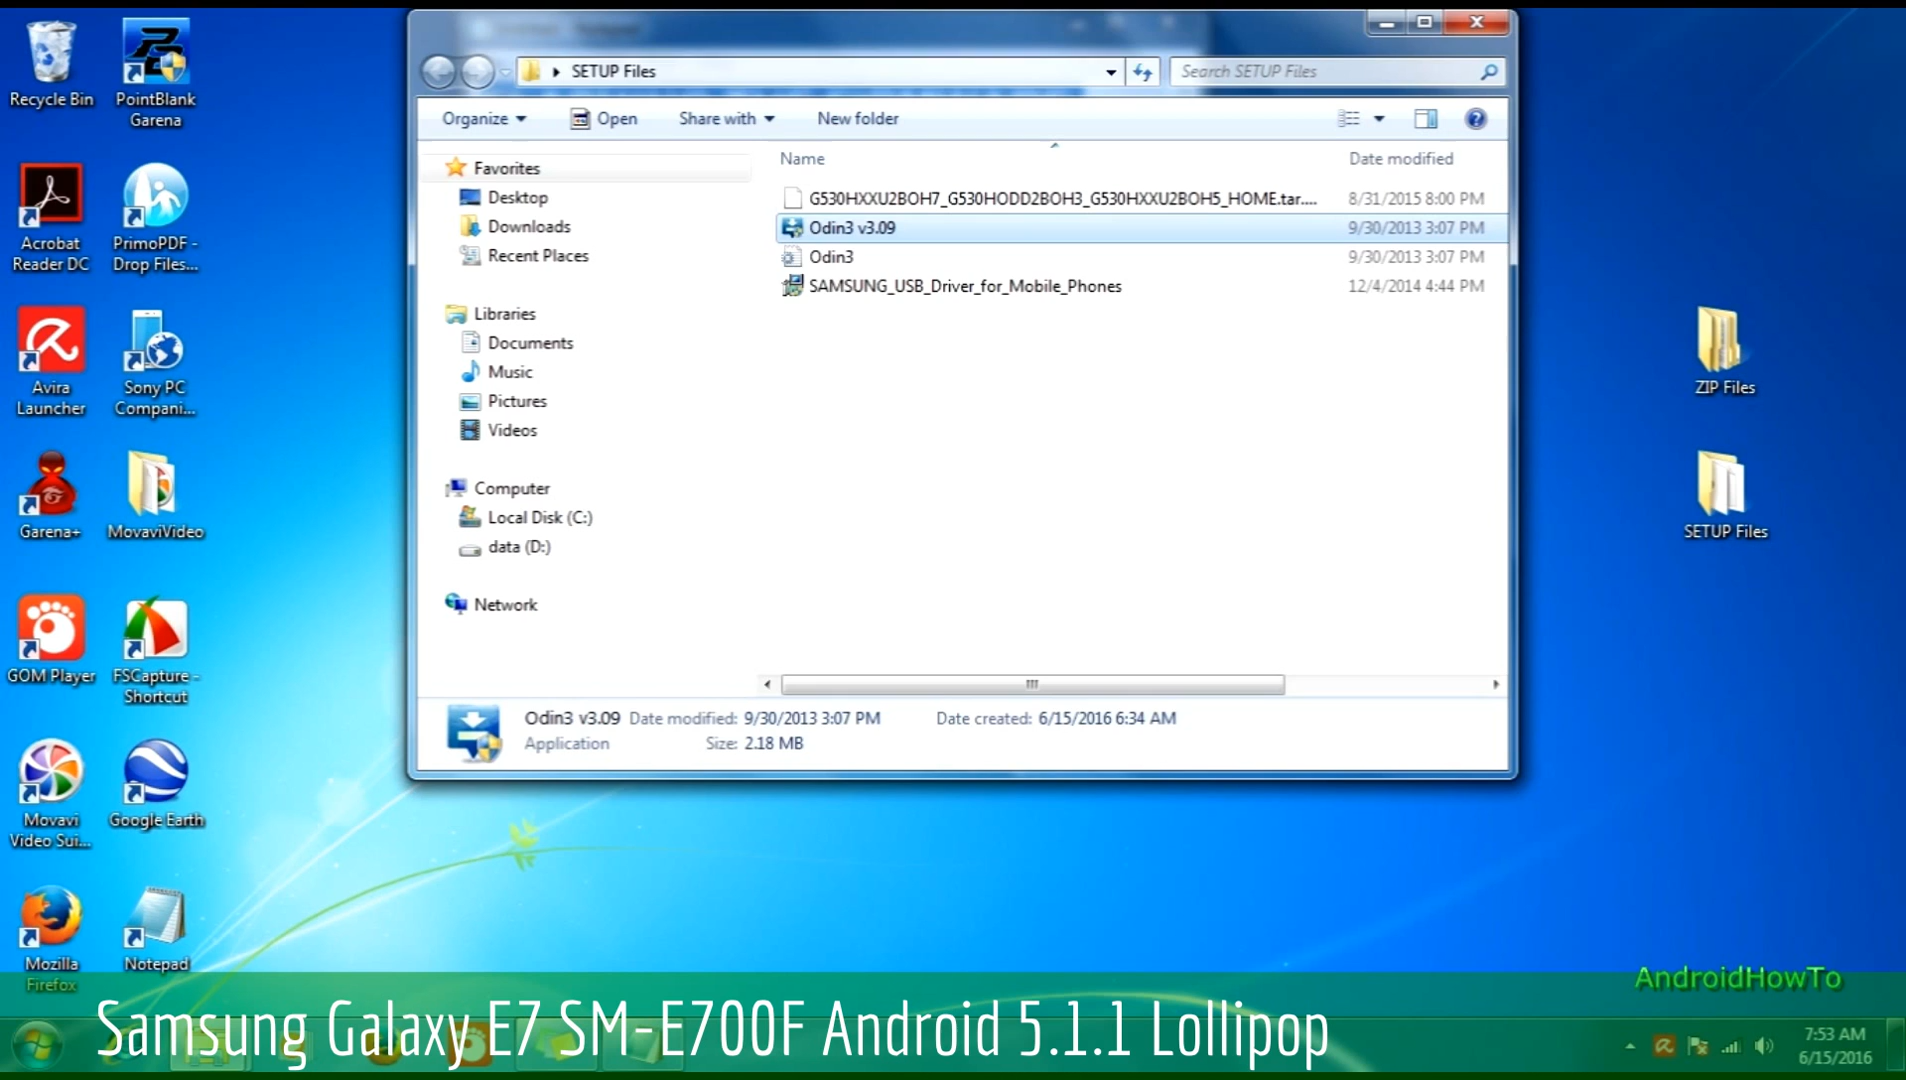 SETUP Files
Search SETUP Files
Organize
Open
Share with
New folder
Name
Date modified
Favorites
Desktop
Downloads
Recent Places
Libraries
Documents
Music
Pictures
Videos
Computer
Local Disk (C:)
data (D:)
Network
G530HXXU2BOH7_G530HODD2BOH3_G530HXXU2BOH5_HOME.tar.... 8/31/2015 8:00 PM
Odin3 v3.09 9/30/2013 3:07 PM
Odin3 9/30/2013 3:07 PM
SAMSUNG_USB_Driver_for_Mobile_Phones 12/4/2014 4:44 PM
Odin3 v3.09 Date modified: 9/30/2013 3:07 PM Date created: 6/15/2016 6:34 AM
Application Size: 2.18 MB
Recycle Bin
PointBlank
Garena
Acrobat
Reader DC
PrimoPDF -
Drop Files...
Avira
Launcher
Sony PC
Compani...
Garena+
MovaviVideo
GOM Player
FSCapture -
Shortcut
Movavi
Video Sui...
Google Earth
Mozilla
Firefox
Notepad
ZIP Files
SETUP Files
AndroidHowTo
Samsung Galaxy E7 SM-E700F Android 5.1.1 Lollipop
7:53 AM
6/15/2016